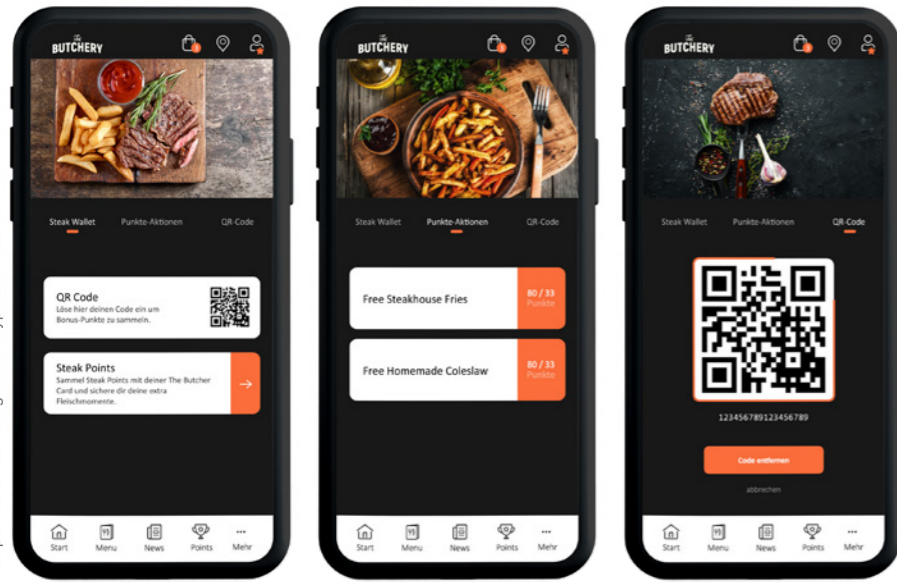 The
BUTCHERY
Steak Wallet
Punkte-Aktionen
QR-Code
QR Code
Löse hier deinen Code ein um
Bonus-Punkte zu sammeln.
Steak Points
Sammel Steak Points mit deiner The Butcher
Card und sichere dir deine extra
Fleischmomente.
Start
Menu
News
Points
Mehr
The
BUTCHERY
Steak Wallet
Punkte-Aktionen
QR-Code
Free Steakhouse Fries
80 / 33
Punkte
Free Homemade Coleslaw
80 / 33
Punkte
Start
Menu
News
Points
Mehr
The
BUTCHERY
Steak Wallet
Punkte-Aktionen
QR-Code
123456789123456789
Code entfernen
abbrechen
Start
Menu
News
Points
Mehr